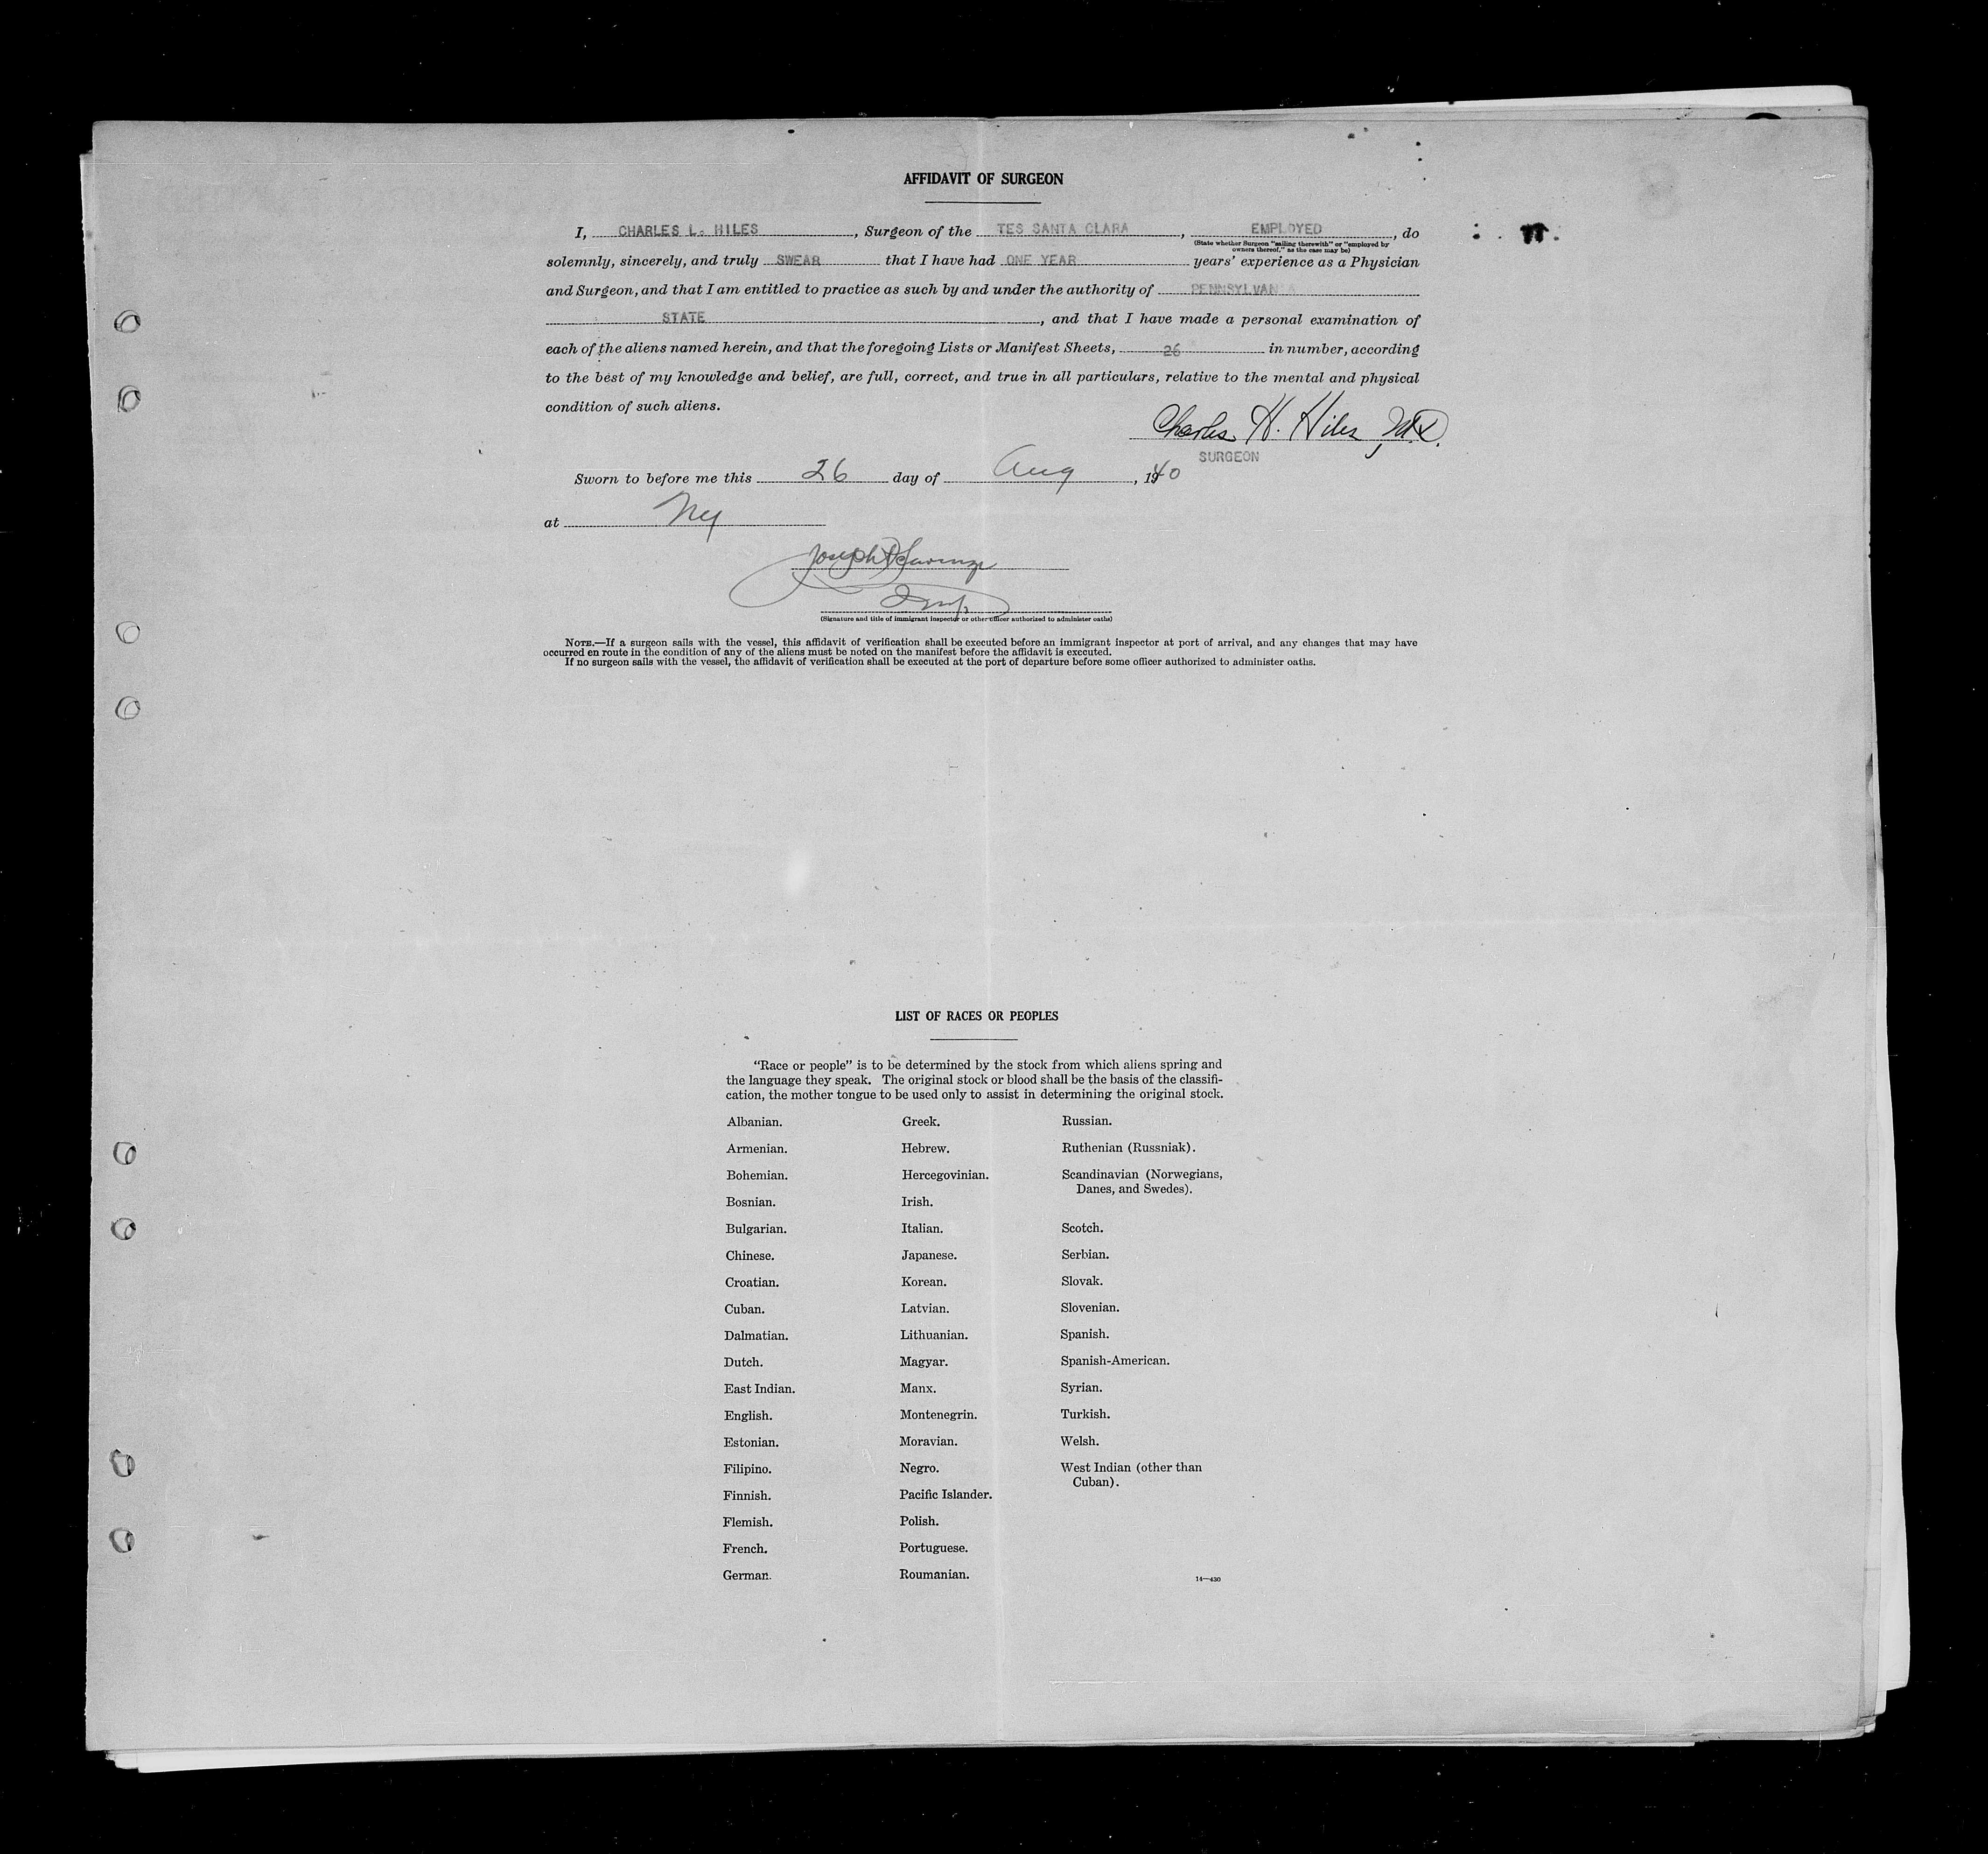 AFFIDAVIT OF SURGEON
I, CHARLES L. HILES, Surgeon of the TES SANTA CLARA, EMPLOYED, do
(State whether Surgeon "sailing therewith" or "employed by
owners thereof," as the case may be)
solemnly, sincerely, and truly SWEAR that I have had ONE YEAR years' experience as a Physician
and Surgeon, and that I am entitled to practice as such by and under the authority of PENNSYLVANIA
STATE, and that I have made a personal examination of
each of the aliens named herein, and that the foregoing Lists or Manifest Sheets, 26 in number, according
to the best of my knowledge and belief, are full, correct, and true in all particulars, relative to the mental and physical
condition of such aliens.
Charles H. Hiles, M.D.
SURGEON
Sworn to before me this 26 day of Aug, 1940
at NY
Joseph
(Signature and title of immigrant inspector or other officer authorized to administer oaths)
NOTE.—If a surgeon sails with the vessel, this affidavit of verification shall be executed before an immigrant inspector at port of arrival, and any changes that may have
occurred en route in the condition of any of the aliens must be noted on the manifest before the affidavit is executed.
If no surgeon sails with the vessel, the affidavit of verification shall be executed at the port of departure before some officer authorized to administer oaths.
LIST OF RACES OR PEOPLES
"Race or people" is to be determined by the stock from which aliens spring and
the language they speak. The original stock or blood shall be the basis of the classifi-
cation, the mother tongue to be used only to assist in determining the original stock.
Albanian.
Armenian.
Bohemian.
Bosnian.
Bulgarian.
Chinese.
Croatian.
Cuban.
Dalmatian.
Dutch.
East Indian.
English.
Estonian.
Filipino.
Finnish.
Flemish.
French.
German.
Greek.
Hebrew.
Hercegovinian.
Irish.
Italian.
Japanese.
Korean.
Latvian.
Lithuanian.
Magyar.
Manx.
Montenegrin.
Moravian.
Negro.
Pacific Islander.
Polish.
Portuguese.
Roumanian.
Russian.
Ruthenian (Russniak).
Scandinavian (Norwegians,
Danes, and Swedes).
Scotch.
Serbian.
Slovak.
Slovenian.
Spanish.
Spanish-American.
Syrian.
Turkish.
Welsh.
West Indian (other than
Cuban).
14—430